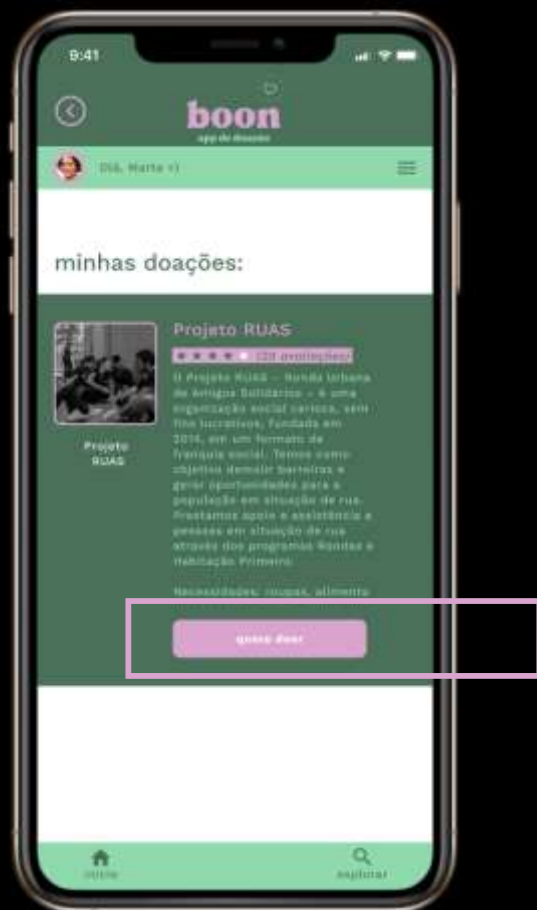 9:41
boon
app de doações
Olá, Marta =)
minhas doações:
Projeto RUAS
(23 avaliações)
O Projeto RUAS - Ronda Urbana
de Amigos Solidários - é uma
organização social carioca, sem
fins lucrativos, fundada em
2014, em um formato de
franquia social. Temos como
objetivo demolir barreiras e
gerar oportunidades para a
população em situação de rua.
Prestamos apoio e assistência a
pessoas em situação de rua
através dos programas Rondas e
Habitação Primeiro.
Necessidades: roupas, alimento
Projeto
RUAS
quero doar
início
explorar